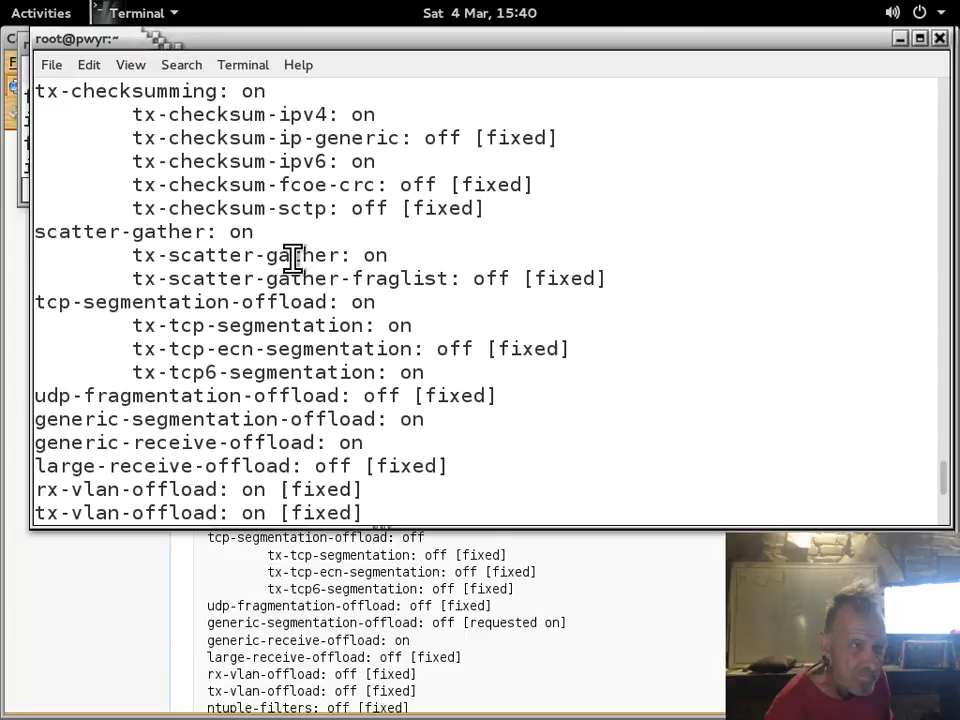 Activities
Terminal
Sat 4 Mar, 15:40
root@pwyr:~
File Edit View Search Terminal Help
tx-checksumming: on
tx-checksum-ipv4: on
tx-checksum-ip-generic: off [fixed]
tx-checksum-ipv6: on
tx-checksum-fcoe-crc: off [fixed]
tx-checksum-sctp: off [fixed]
scatter-gather: on
tx-scatter-gather: on
tx-scatter-gather-fraglist: off [fixed]
tcp-segmentation-offload: on
tx-tcp-segmentation: on
tx-tcp-ecn-segmentation: off [fixed]
tx-tcp6-segmentation: on
udp-fragmentation-offload: off [fixed]
generic-segmentation-offload: on
generic-receive-offload: on
large-receive-offload: off [fixed]
rx-vlan-offload: on [fixed]
tx-vlan-offload: on [fixed]
tcp-segmentation-offload: off
tx-tcp-segmentation: off [fixed]
tx-tcp-ecn-segmentation: off [fixed]
tx-tcp6-segmentation: off [fixed]
udp-fragmentation-offload: off [fixed]
generic-segmentation-offload: off [requested on]
generic-receive-offload: on
large-receive-offload: off [fixed]
rx-vlan-offload: off [fixed]
tx-vlan-offload: off [fixed]
ntuple-filters: off [fixed]